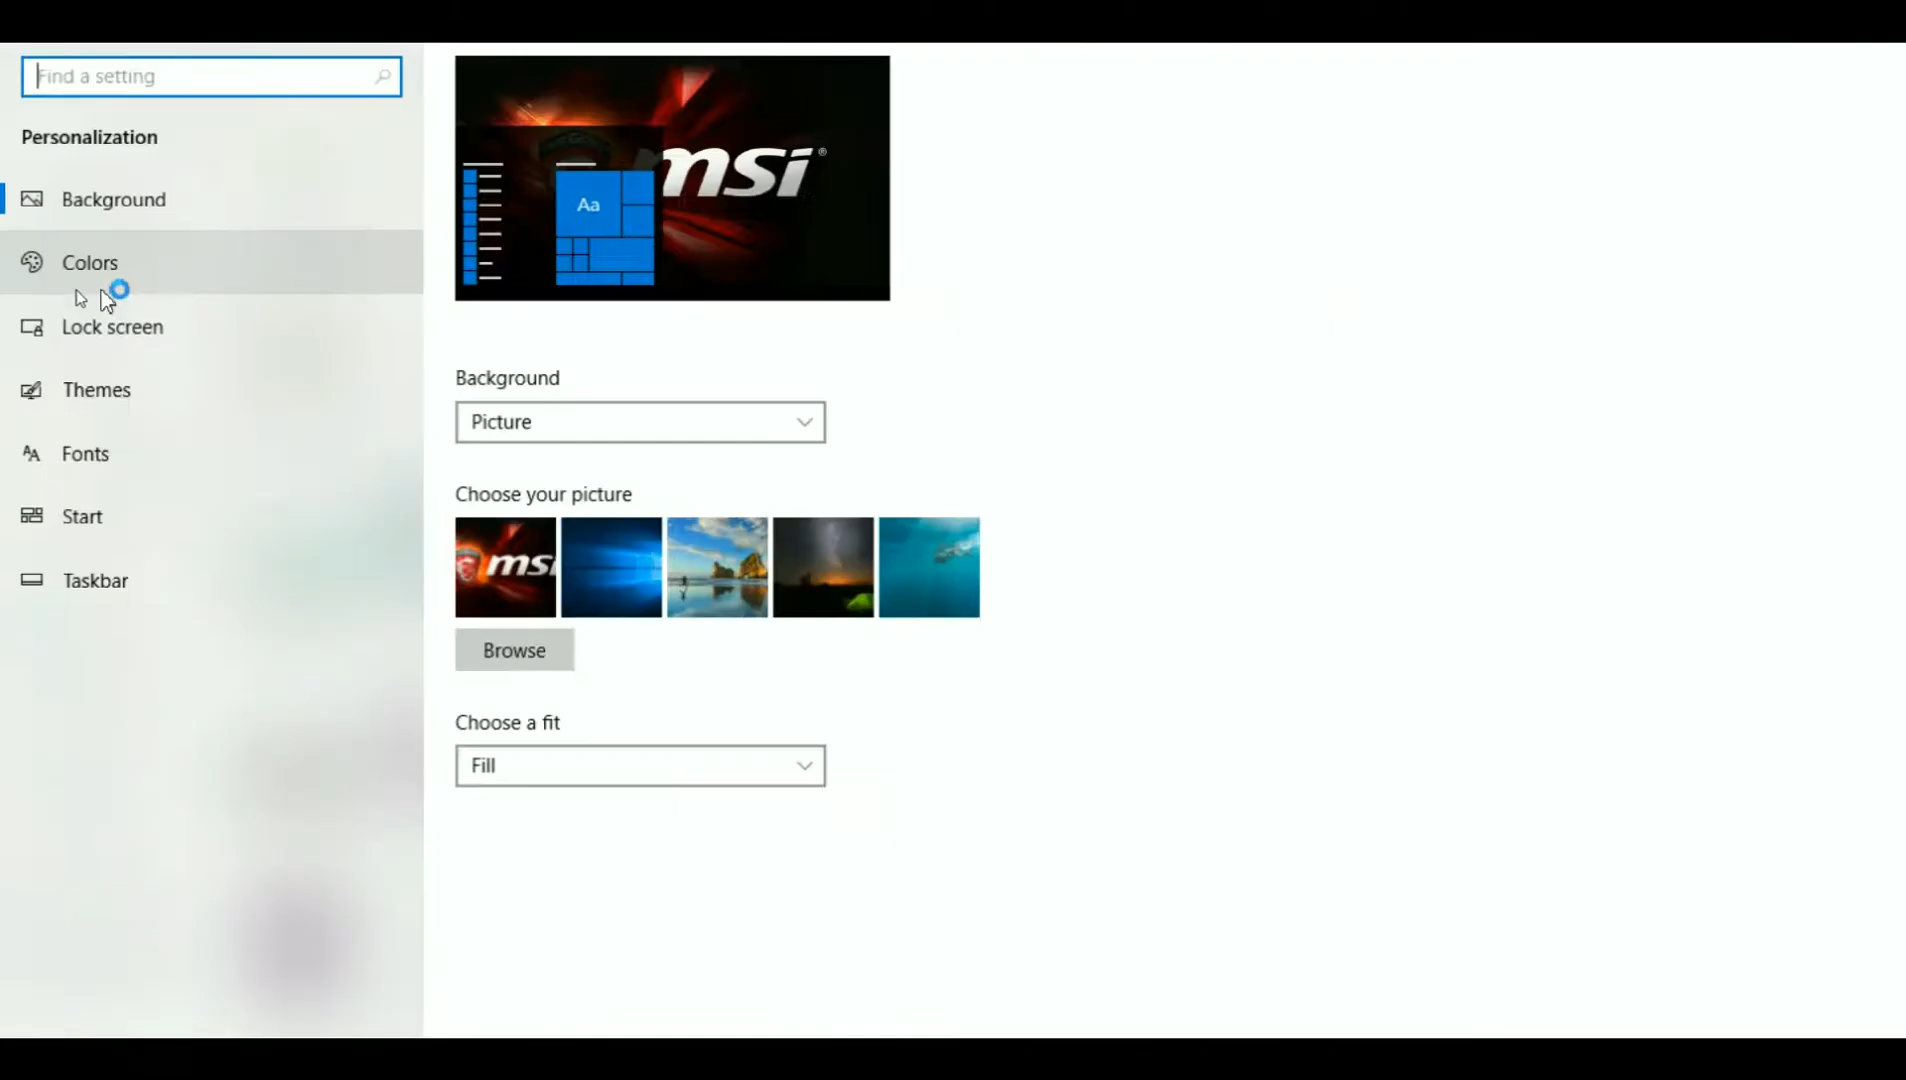 Find a setting
Personalization
Background
Colors
Lock screen
Themes
Fonts
Start
Taskbar
msi®
Aa
Background
Picture
Choose your picture
msi
Browse
Choose a fit
Fill